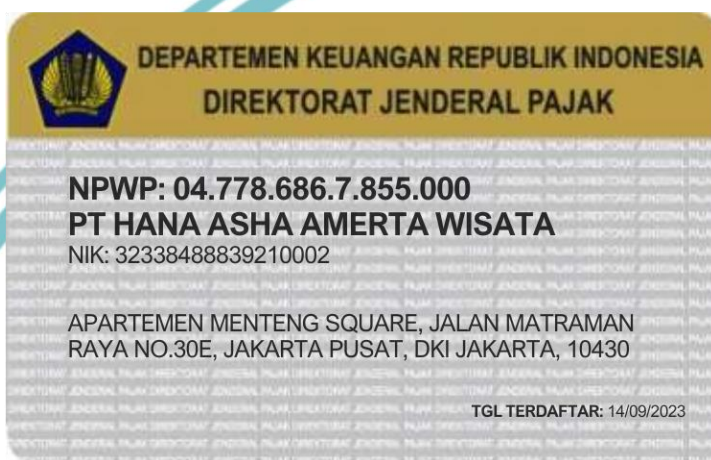 DEPARTEMEN KEUANGAN REPUBLIK INDONESIA
DIREKTORAT JENDERAL PAJAK
NPWP: 04.778.686.7.855.000
PT HANA ASHA AMERTA WISATA
NIK: 32338488839210002
APARTEMEN MENTENG SQUARE, JALAN MATRAMAN
RAYA NO.30E, JAKARTA PUSAT, DKI JAKARTA, 10430
TGL TERDAFTAR: 14/09/2023